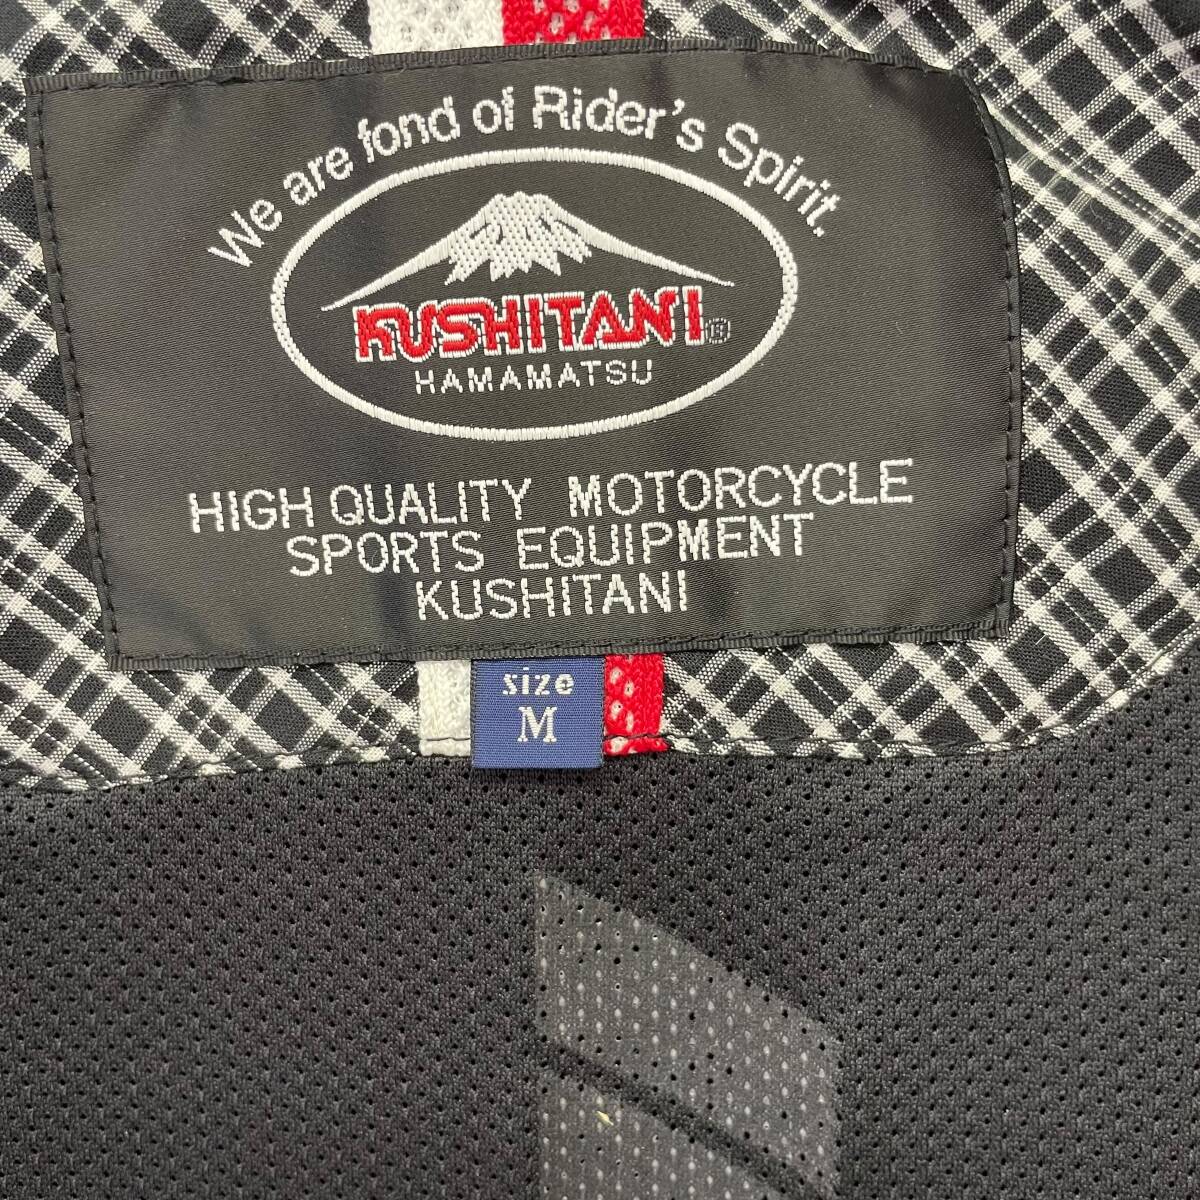 We are fond of Rider's Spirit.
KUSHITANI®
HAMAMATSU
HIGH QUALITY MOTORCYCLE
SPORTS EQUIPMENT
KUSHITANI
size
M